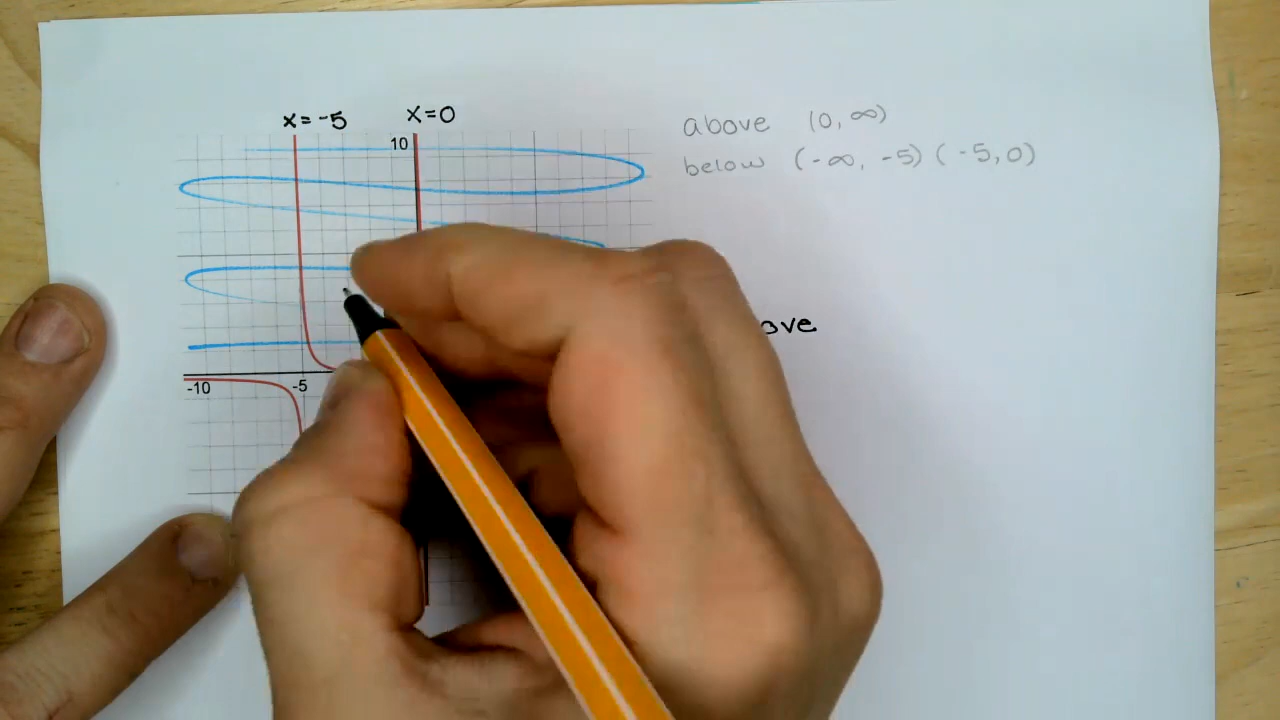 x=-5
x=0
above (0, ∞)
below (-∞, -5) (-5, 0)
10
-10
-5